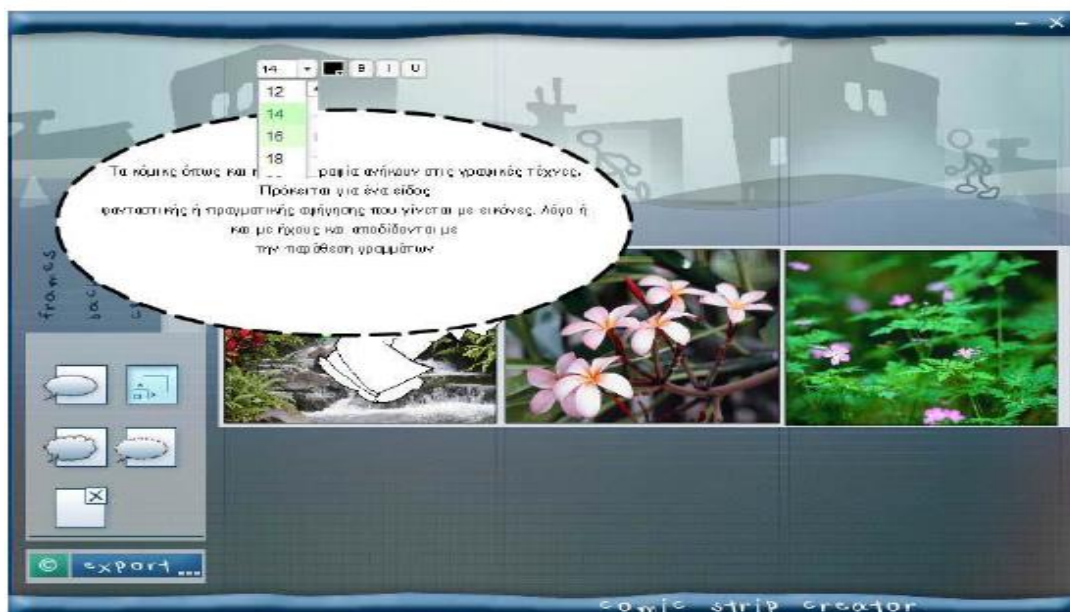 14 B I U
12
14
16
18
Τα κόμικς όπως και η ραφία ανήκουν στις γραφικές τέχνες.
Πρόκειται για ένα είδος
φανταστικής ή πραγματικής αφήγησης που γίνεται με εικόνες, λόγο ή
και με ήχους και αποδίδονται με
την παράθεση γραμμάτων
frames
export ...
comic strip creator